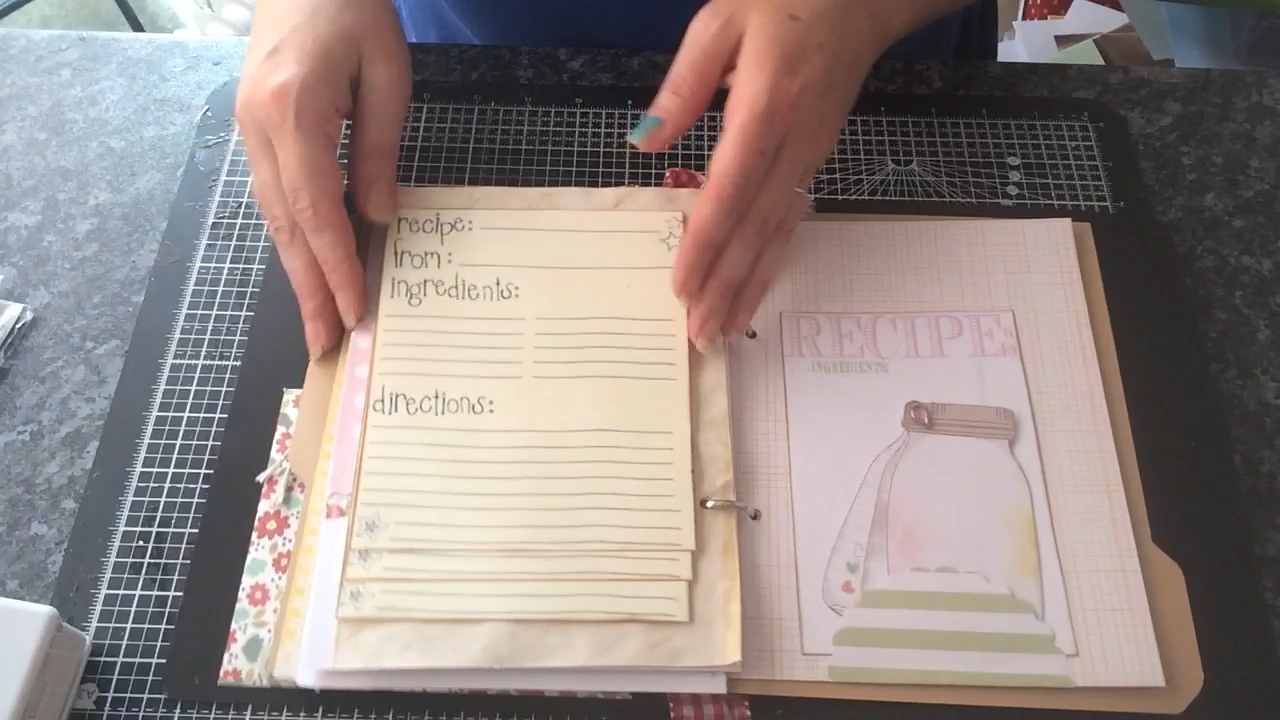 recipe:
from:
ingredients:
directions:
RECIPE:
INGREDIENTS: